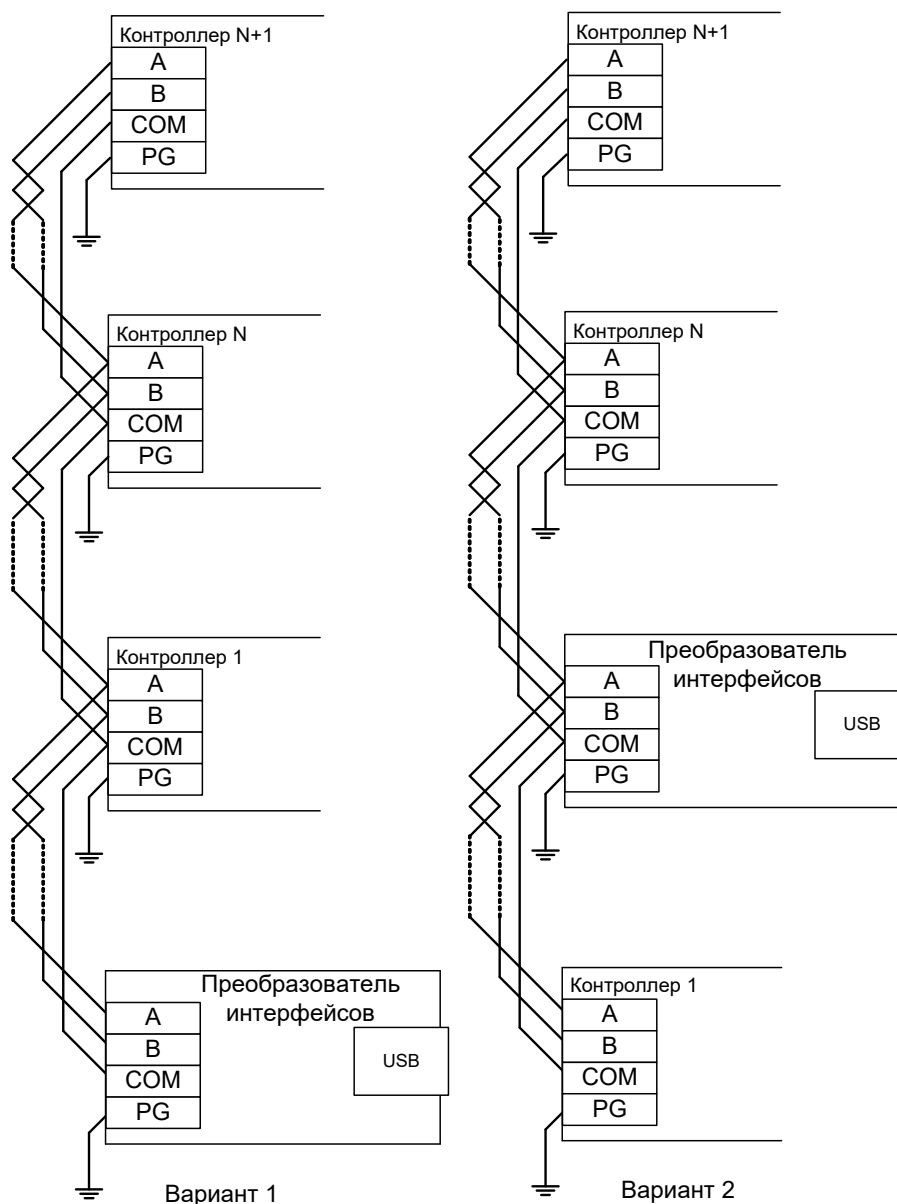 Контроллер N+1
A
B
COM
PG
Контроллер N
A
B
COM
PG
Контроллер 1
A
B
COM
PG
Преобразователь
интерфейсов
A
B
COM
PG
USB
Вариант 1
Контроллер N+1
A
B
COM
PG
Контроллер N
A
B
COM
PG
Преобразователь
интерфейсов
A
B
COM
PG
USB
Контроллер 1
A
B
COM
PG
Вариант 2